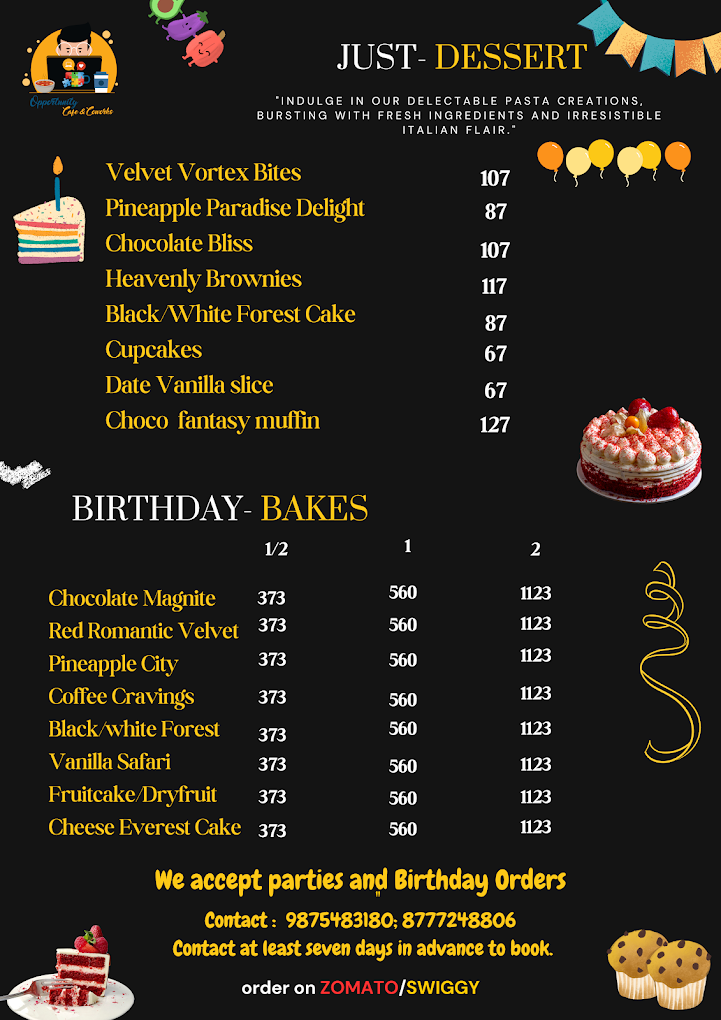 Opportunity
Cafe & Coworks
JUST- DESSERT
"INDULGE IN OUR DELECTABLE PASTA CREATIONS,
BURSTING WITH FRESH INGREDIENTS AND IRRESISTIBLE
ITALIAN FLAIR."
Velvet Vortex Bites 107
Pineapple Paradise Delight 87
Chocolate Bliss 107
Heavenly Brownies 117
Black/White Forest Cake 87
Cupcakes 67
Date Vanilla slice 67
Choco fantasy muffin 127
BIRTHDAY- BAKES
1/2 1 2
Chocolate Magnite 373 560 1123
Red Romantic Velvet 373 560 1123
Pineapple City 373 560 1123
Coffee Cravings 373 560 1123
Black/white Forest 373 560 1123
Vanilla Safari 373 560 1123
Fruitcake/Dryfruit 373 560 1123
Cheese Everest Cake 373 560 1123
We accept parties and Birthday Orders
"
Contact : 9875483180; 8777248806
Contact at least seven days in advance to book.
order on ZOMATO/SWIGGY